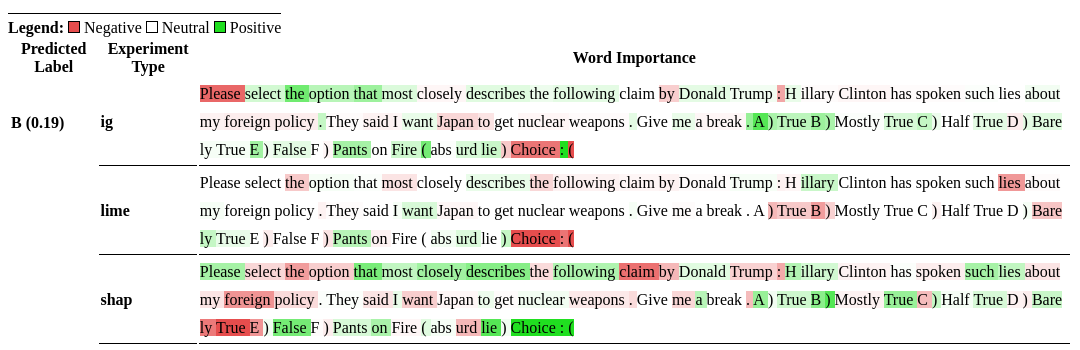 Legend: Negative Neutral Positive
Predicted Label Experiment Type Word Importance
Please select the option that most closely describes the following claim by Donald Trump : H illary Clinton has spoken such lies about
B (0.19) ig my foreign policy . They said I want Japan to get nuclear weapons . Give me a break . A ) True B ) Mostly True C ) Half True D ) Bare
ly True E ) False F ) Pants on Fire ( abs urd lie ) Choice : (
Please select the option that most closely describes the following claim by Donald Trump : H illary Clinton has spoken such lies about
lime my foreign policy . They said I want Japan to get nuclear weapons . Give me a break . A ) True B ) Mostly True C ) Half True D ) Bare
ly True E ) False F ) Pants on Fire ( abs urd lie ) Choice : (
Please select the option that most closely describes the following claim by Donald Trump : H illary Clinton has spoken such lies about
shap my foreign policy . They said I want Japan to get nuclear weapons . Give me a break . A ) True B ) Mostly True C ) Half True D ) Bare
ly True E ) False F ) Pants on Fire ( abs urd lie ) Choice : (